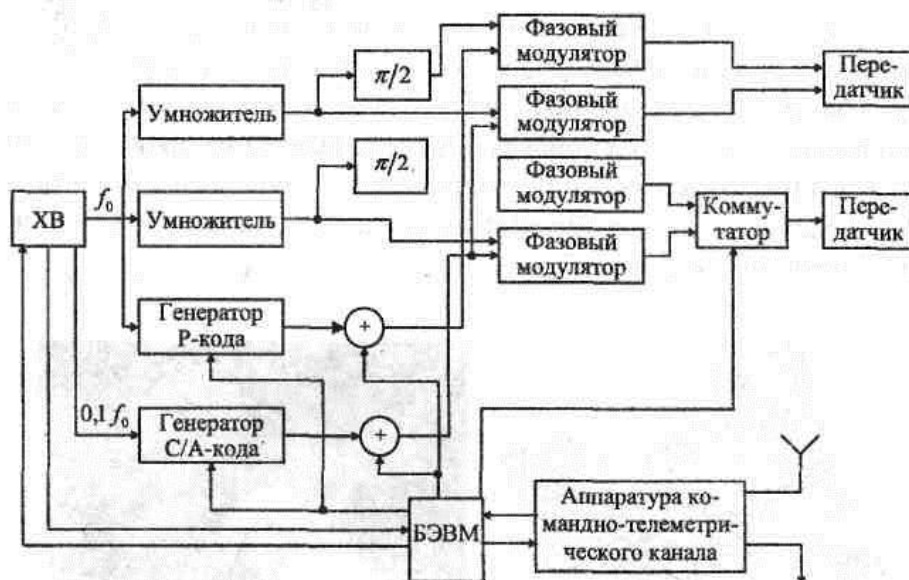 Фазовый
модулятор
π/2
Пере-
датчик
Умножитель
Фазовый
модулятор
π/2
Фазовый
модулятор
ХВ
f₀
Умножитель
Комму-
татор
Пере-
датчик
Фазовый
модулятор
Генератор
Р-кода
+
0,1 f₀
Генератор
С/А-кода
+
БЭВМ
Аппаратура ко-
мандно-телеметри-
ческого канала